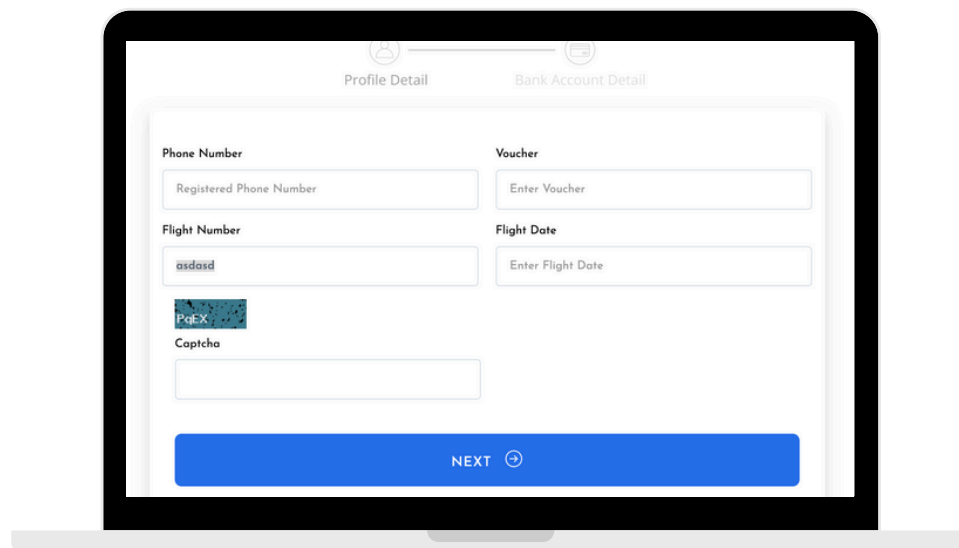 Profile Detail
Bank Account Detail
Phone Number
Voucher
Registered Phone Number
Enter Voucher
Flight Number
Flight Date
asdasd
Enter Flight Date
PqEX
Captcha
NEXT